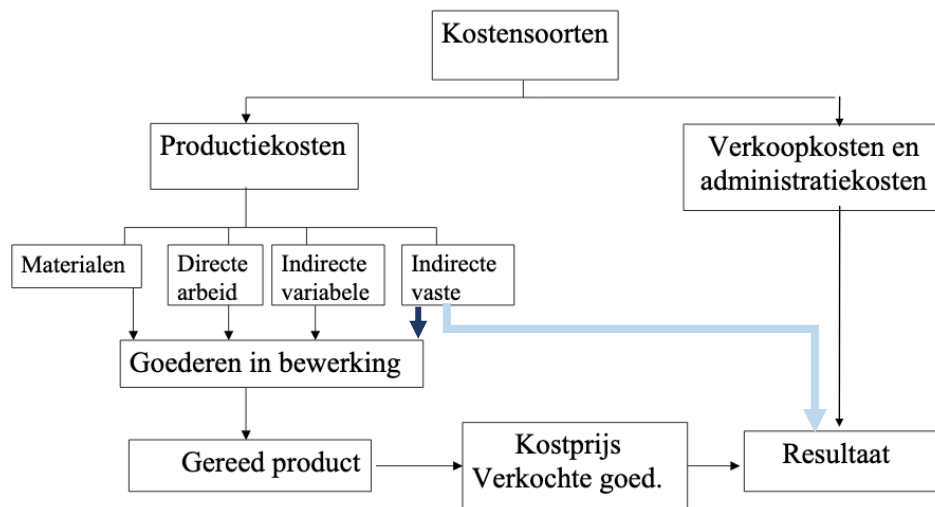 Kostensoorten
Productiekosten
Verkoopkosten en
administratiekosten
Materialen
Directe
arbeid
Indirecte
variabele
Indirecte
vaste
Goederen in bewerking
Gereed product
Kostprijs
Verkochte goed.
Resultaat